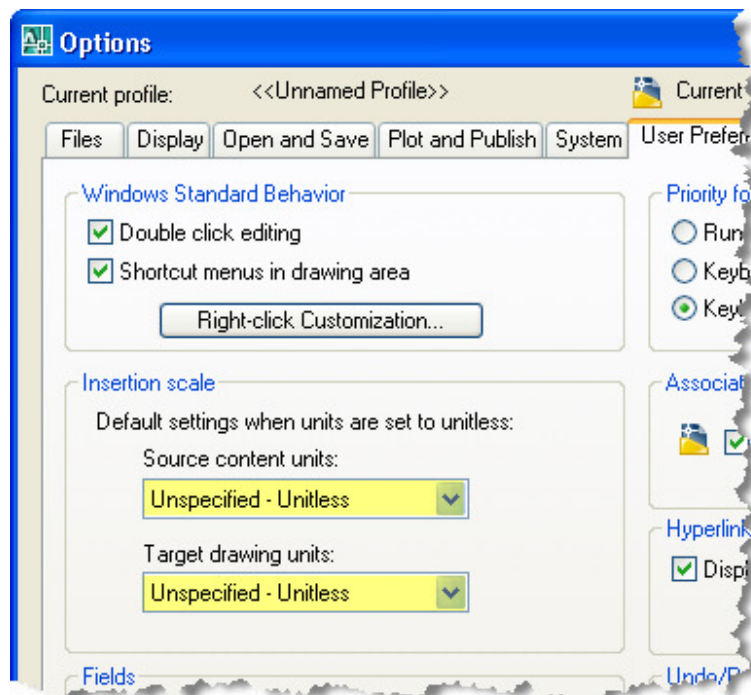 Options
Current profile: <<Unnamed Profile>> Current
Files Display Open and Save Plot and Publish System User Prefer
Windows Standard Behavior
Double click editing
Shortcut menus in drawing area
Right-click Customization...
Insertion scale
Default settings when units are set to unitless:
Source content units:
Unspecified - Unitless
Target drawing units:
Unspecified - Unitless
Fields
Priority fo
Run
Keyb
Key
Associat
Hyperlink
Disp
Undo/R